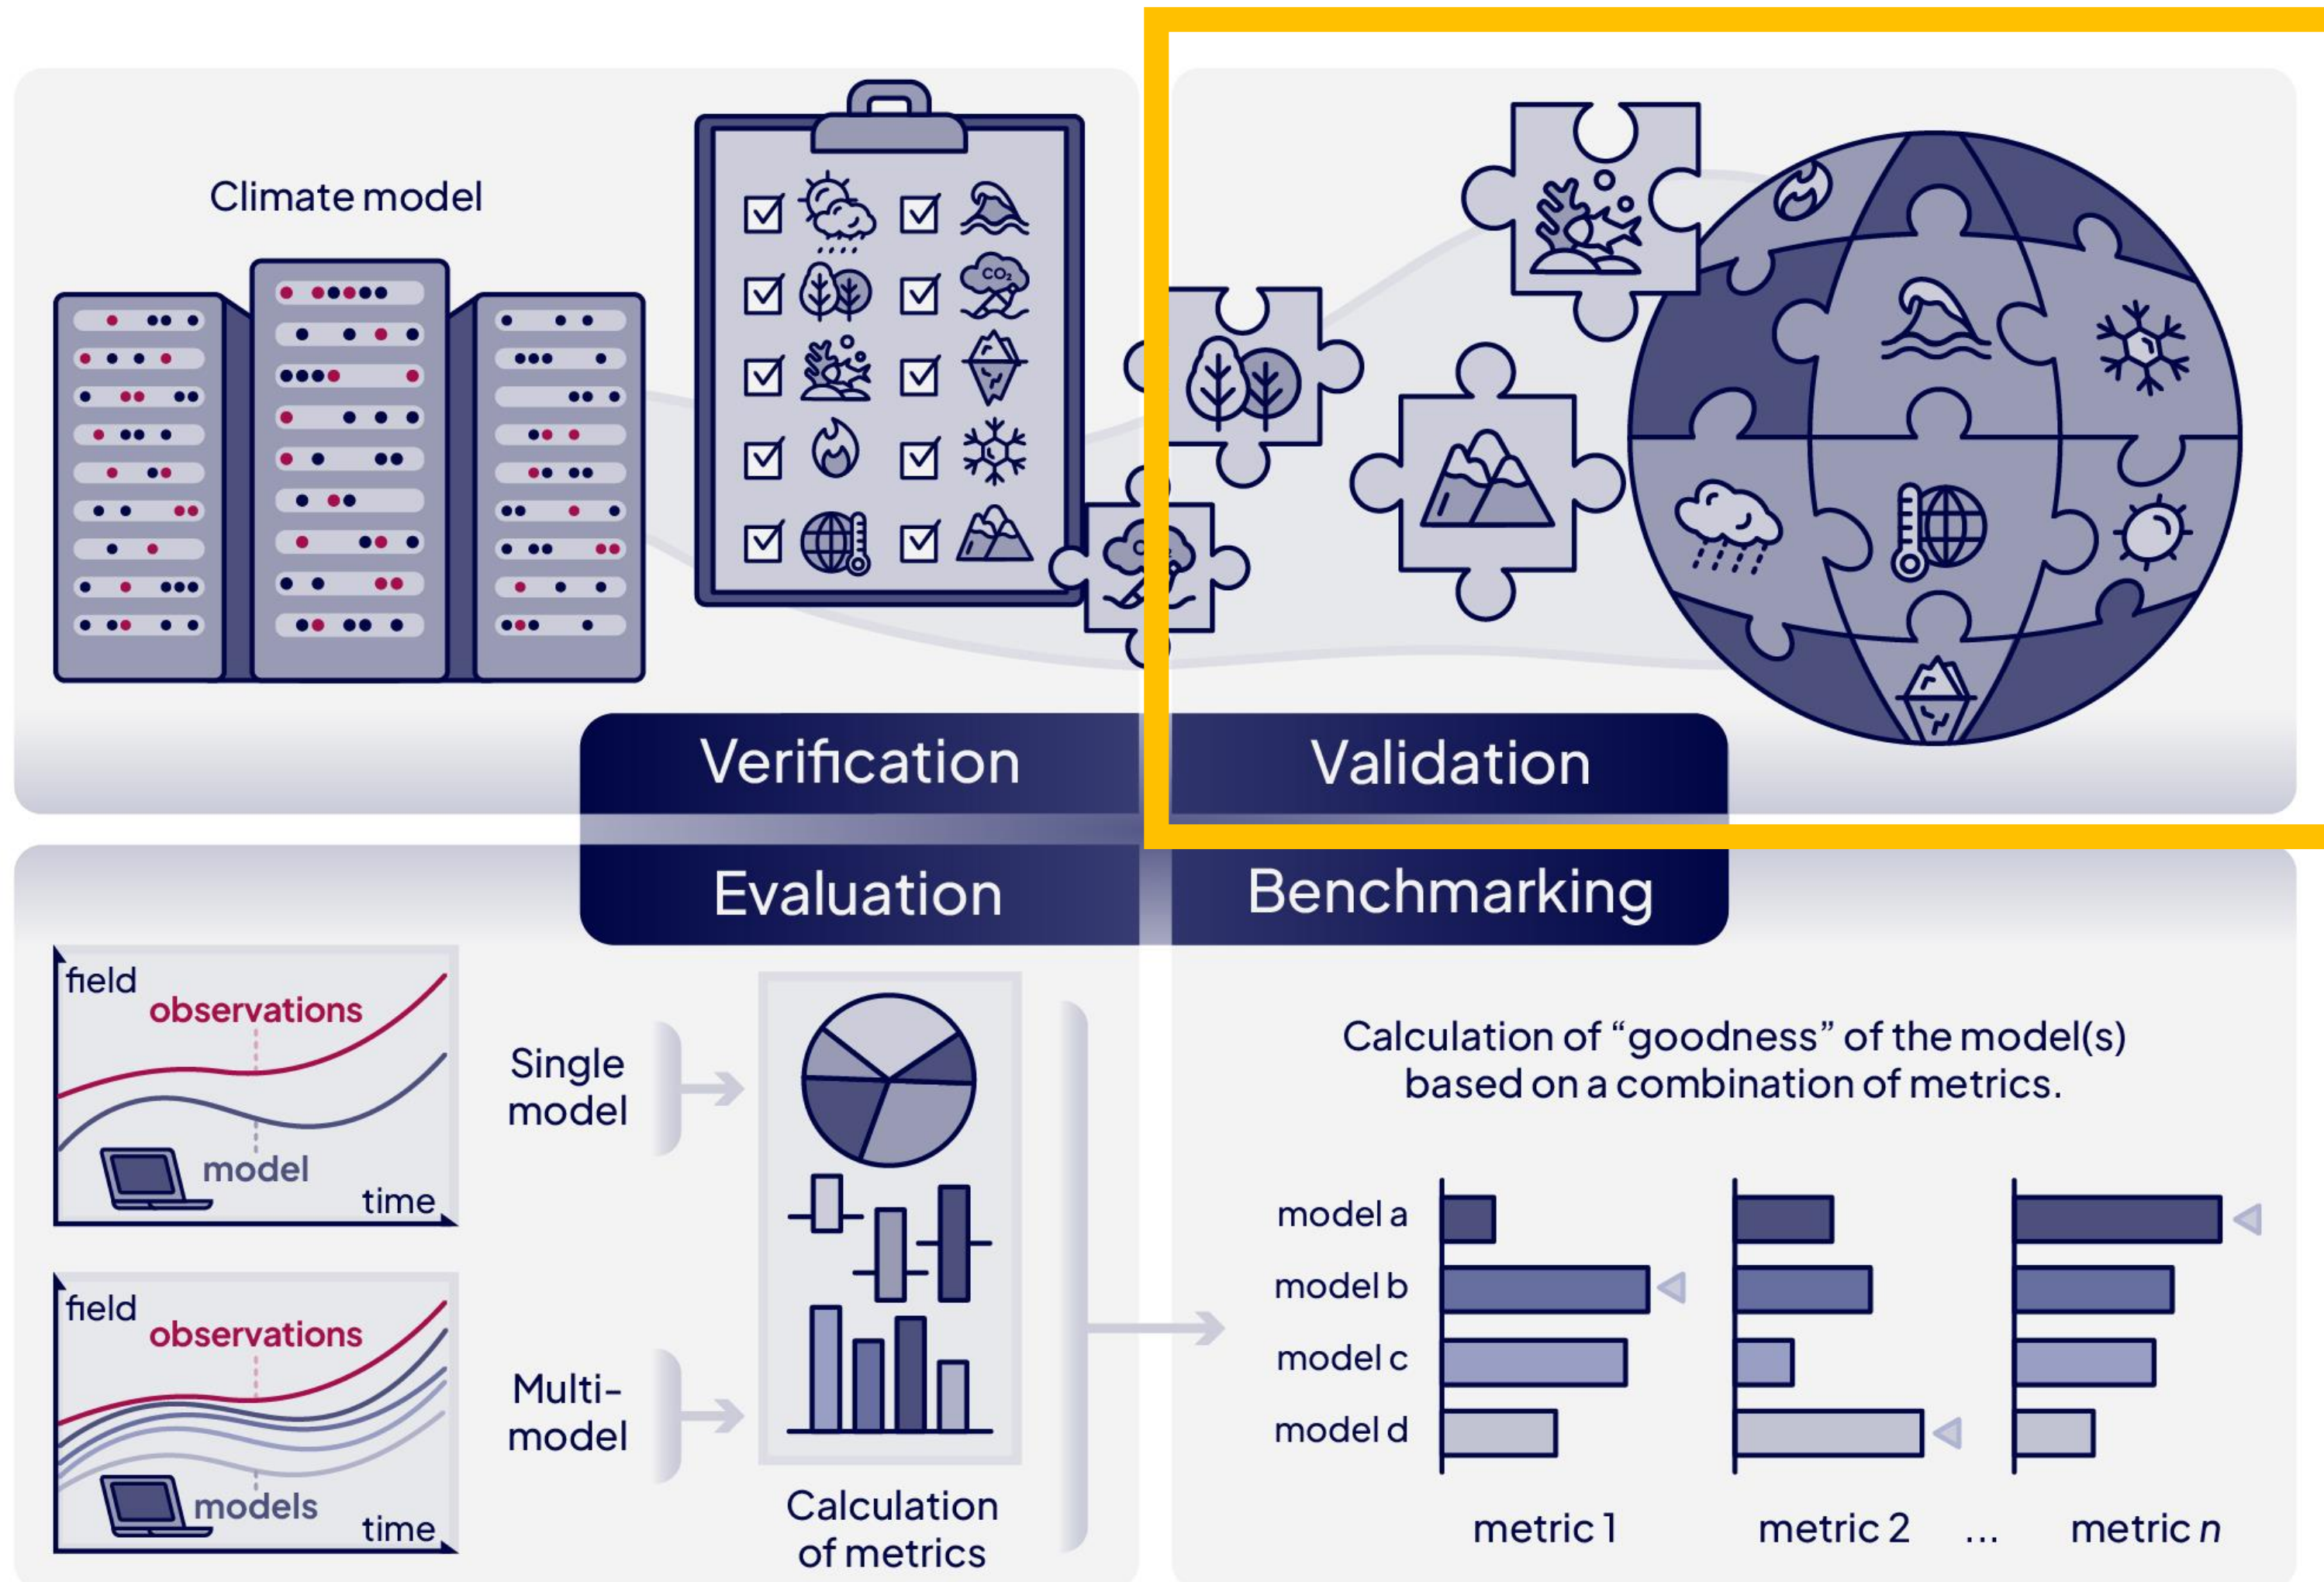 Climate model
CO₂
Verification
Validation
Evaluation
Benchmarking
field
observations
model
time
Single
model
field
observations
models
time
Multi-
model
Calculation
of metrics
Calculation of “goodness” of the model(s)
based on a combination of metrics.
model a
model b
model c
model d
metric 1
metric 2
...
metric n